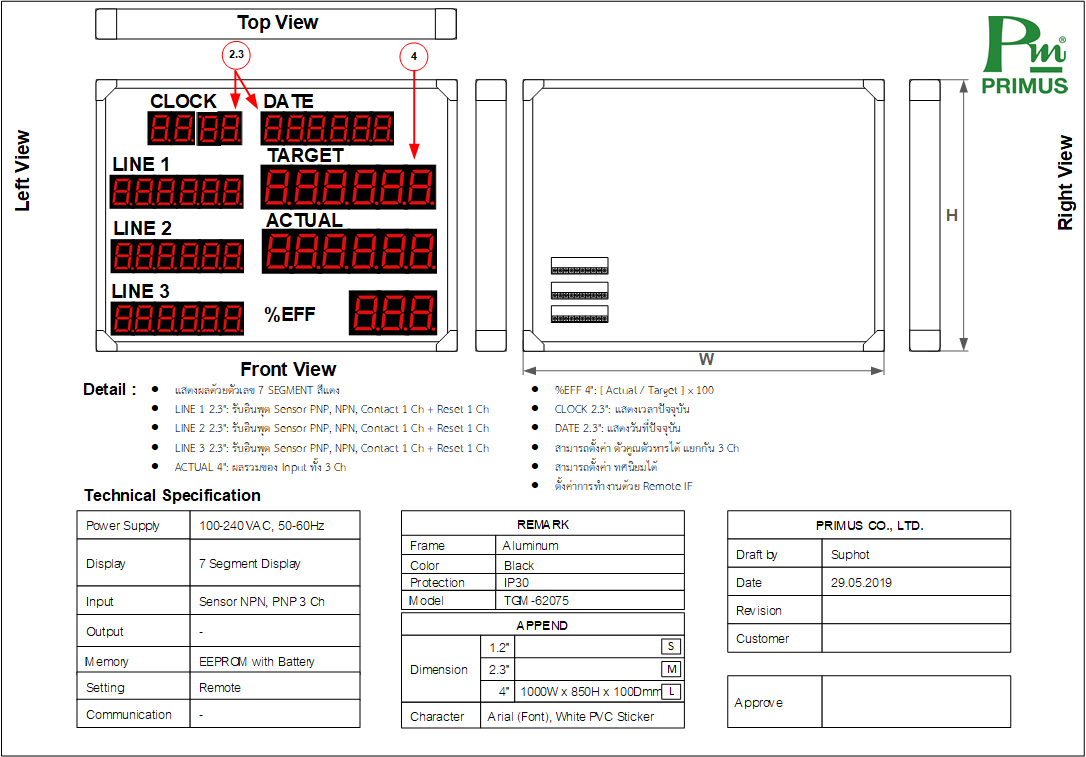 Top View
Pm®
PRIMUS
2.3
4
CLOCK DATE
TARGET
LINE 1
ACTUAL
LINE 2
LINE 3
%EFF
Left View
Right View
H
W
Front View
Detail :
• แสดงผลด้วยตัวเลข 7 SEGMENT สีแดง
• LINE 1 2.3": รับอินพุต Sensor PNP, NPN, Contact 1 Ch + Reset 1 Ch
• LINE 2 2.3": รับอินพุต Sensor PNP, NPN, Contact 1 Ch + Reset 1 Ch
• LINE 3 2.3": รับอินพุต Sensor PNP, NPN, Contact 1 Ch + Reset 1 Ch
• ACTUAL 4": ผลรวมของ Input ทั้ง 3 Ch
• %EFF 4": [ Actual / Target ] x 100
• CLOCK 2.3": แสดงเวลาปัจจุบัน
• DATE 2.3": แสดงวันที่ปัจจุบัน
• สามารถตั้งค่า ตัวคูณตัวหารได้ แยกกัน 3 Ch
• สามารถตั้งค่า ทศนิยมได้
• ตั้งค่าการทำงานด้วย Remote IF
Technical Specification
Power Supply 100-240VAC, 50-60Hz
Display 7 Segment Display
Input Sensor NPN, PNP 3 Ch
Output -
Memory EEPROM with Battery
Setting Remote
Communication -
REMARK
Frame Aluminum
Color Black
Protection IP30
Model TGM-62075
APPEND
Dimension
1.2" S
2.3" M
4" 1000W x 850H x 100Dmm L
Character Arial (Font), White PVC Sticker
PRIMUS CO., LTD.
Draft by Suphot
Date 29.05.2019
Revision
Customer
Approve